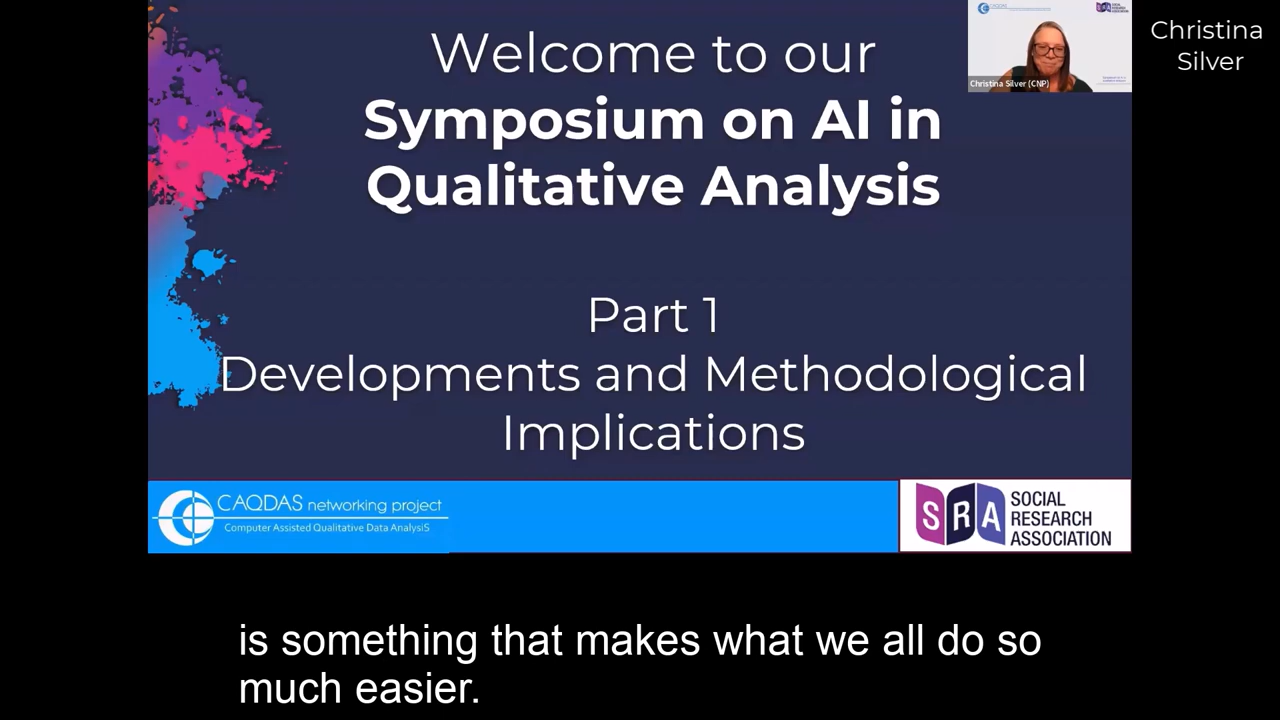 Welcome to our
Symposium on AI in
Qualitative Analysis
Part 1
Developments and Methodological
Implications
Christina Silver (CNP)
Christina
Silver
CAQDAS networking project
Computer Assisted Qualitative Data AnalysiS
SRA
SOCIAL
RESEARCH
ASSOCIATION
is something that makes what we all do so
much easier.